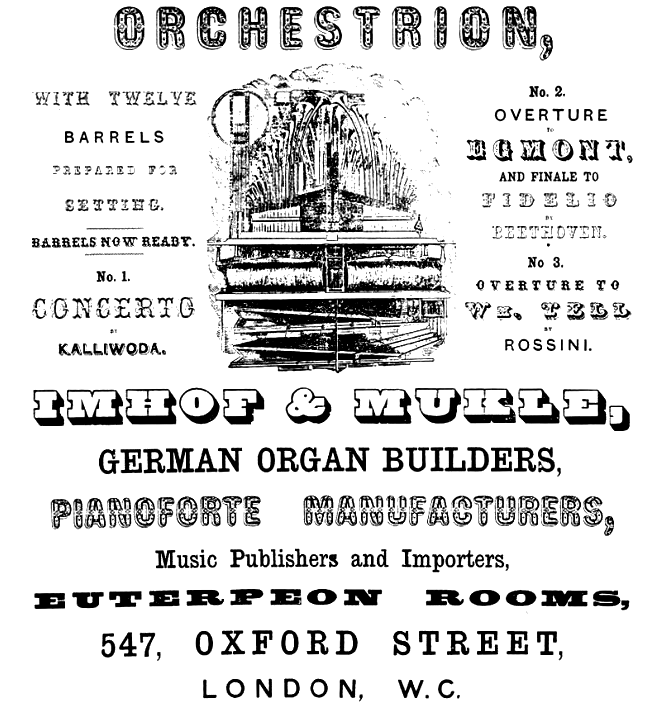 ORCHESTRION,
WITH TWELVE
BARRELS
PREPARED FOR
SETTING.
BARRELS NOW READY.
No. 1.
CONCERTO
BY
KALLIWODA.
No. 2.
OVERTURE
TO
EGMONT,
AND FINALE TO
FIDELIO
BY
BEETHOVEN.
No 3.
OVERTURE TO
Wm. TELL
BY
ROSSINI.
IMHOF & MUKLE,
GERMAN ORGAN BUILDERS,
PIANOFORTE MANUFACTURERS,
Music Publishers and Importers,
EUTERPEON ROOMS,
547, OXFORD STREET,
LONDON, W.C.